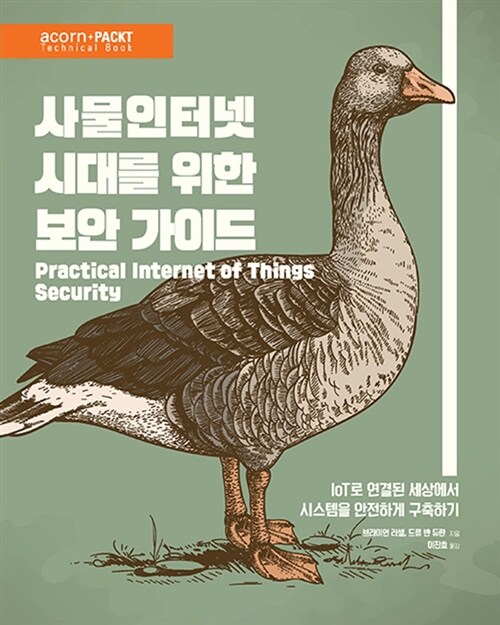 acorn+PACKT
Technical Book
사물인터넷
시대를 위한
보안 가이드
Practical Internet of Things
Security
IoT로 연결된 세상에서
시스템을 안전하게 구축하기
브라이언 러셀, 드류 밴 듀란 지음
이진호 옮김